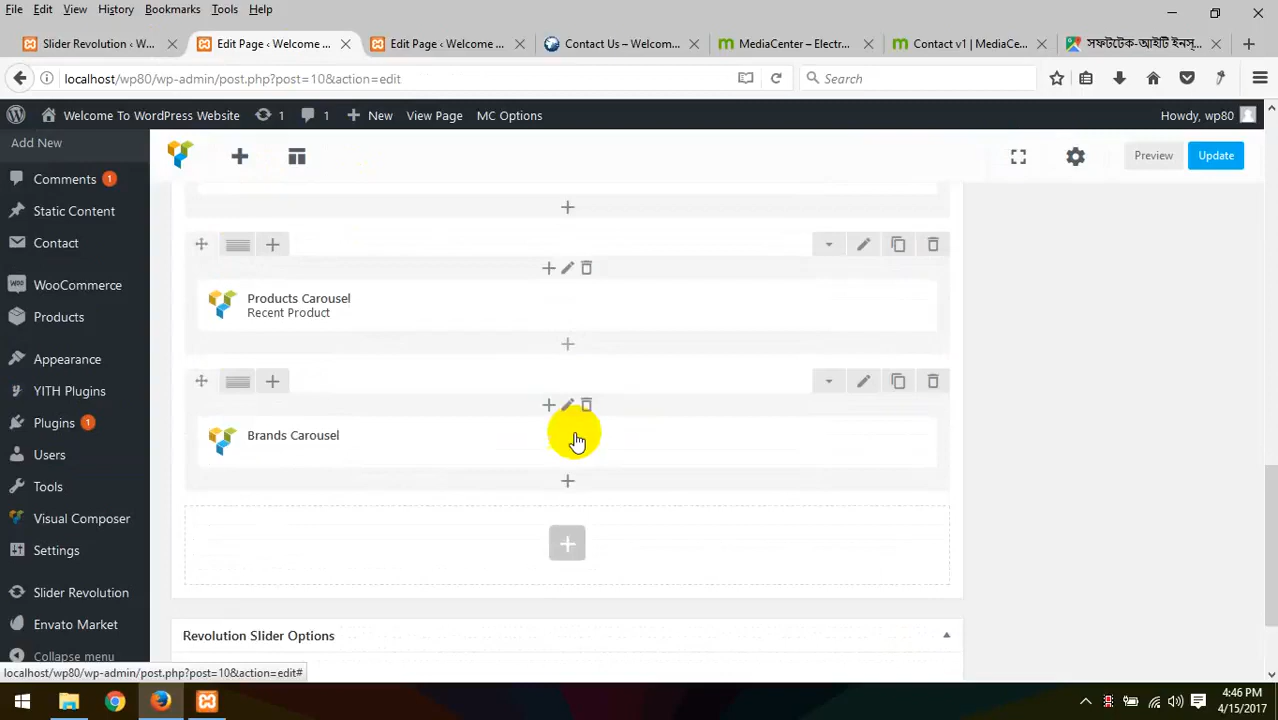 File Edit View History Bookmarks Tools Help
Slider Revolution ‹ W... Edit Page ‹ Welcome ... Edit Page ‹ Welcome ... Contact Us – Welcom... MediaCenter – Electr... Contact v1 | MediaCe... সফটটেক-আইটি ইনস্...
localhost/wp80/wp-admin/post.php?post=10&action=edit Search
Welcome To WordPress Website 1 1 New View Page MC Options Howdy, wp80
Add New
Preview Update
Comments 1
Static Content
Contact
WooCommerce
Products
Products Carousel
Recent Product
Appearance
YITH Plugins
Plugins 1
Brands Carousel
Users
Tools
Visual Composer
Settings
Slider Revolution
Envato Market
Revolution Slider Options
Collapse menu
localhost/wp80/wp-admin/post.php?post=10&action=edit#
4:46 PM
4/15/2017